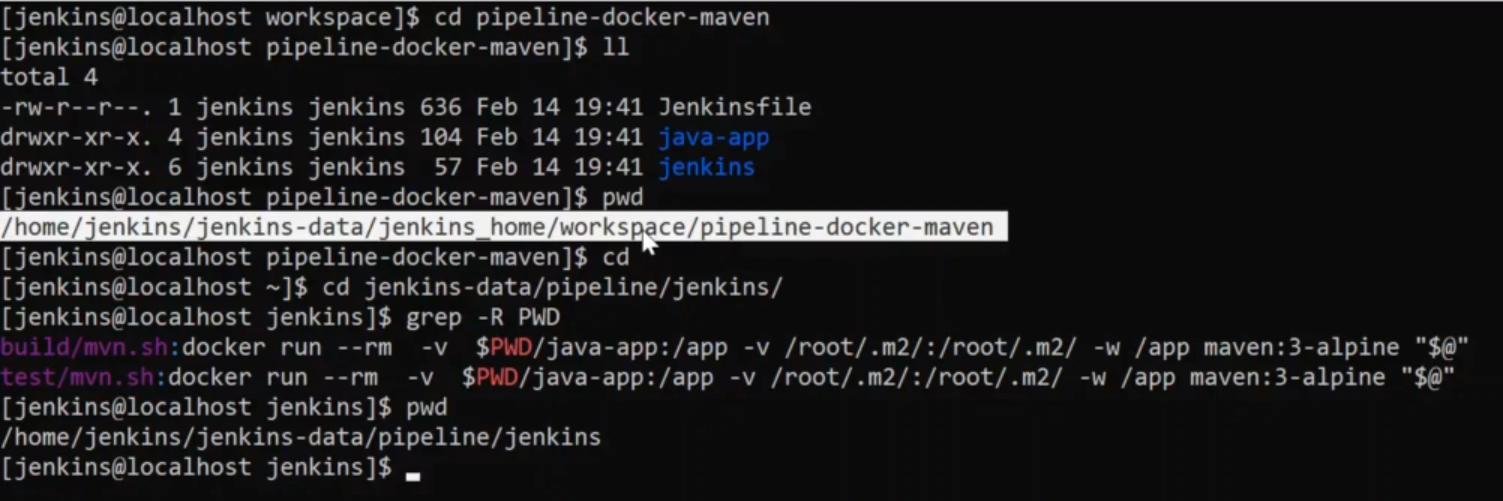 [jenkins@localhost workspace]$ cd pipeline-docker-maven
[jenkins@localhost pipeline-docker-maven]$ ll
total 4
-rw-r--r--. 1 jenkins jenkins 636 Feb 14 19:41 Jenkinsfile
drwxr-xr-x. 4 jenkins jenkins 104 Feb 14 19:41 java-app
drwxr-xr-x. 6 jenkins jenkins  57 Feb 14 19:41 jenkins
[jenkins@localhost pipeline-docker-maven]$ pwd
/home/jenkins/jenkins-data/jenkins_home/workspace/pipeline-docker-maven
[jenkins@localhost pipeline-docker-maven]$ cd
[jenkins@localhost ~]$ cd jenkins-data/pipeline/jenkins/
[jenkins@localhost jenkins]$ grep -R PWD
build/mvn.sh:docker run --rm  -v  $PWD/java-app:/app -v /root/.m2/:/root/.m2/ -w /app maven:3-alpine "$@"
test/mvn.sh:docker run --rm  -v  $PWD/java-app:/app -v /root/.m2/:/root/.m2/ -w /app maven:3-alpine "$@"
[jenkins@localhost jenkins]$ pwd
/home/jenkins/jenkins-data/pipeline/jenkins
[jenkins@localhost jenkins]$